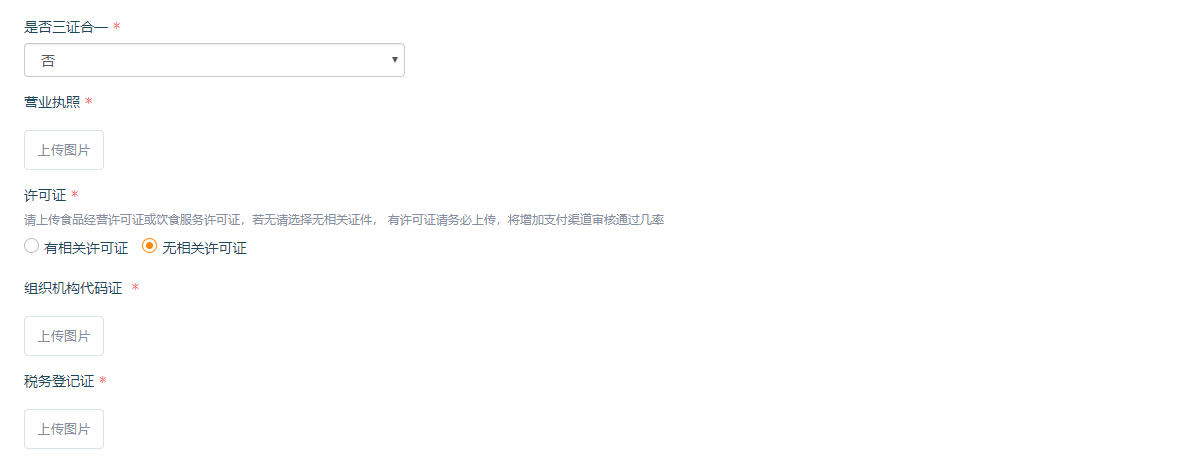 是否三证合一 *
否
营业执照 *
上传图片
许可证 *
请上传食品经营许可证或饮食服务许可证，若无请选择无相关证件， 有许可证请务必上传，将增加支付渠道审核通过几率
有相关许可证 无相关许可证
组织机构代码证 *
上传图片
税务登记证 *
上传图片